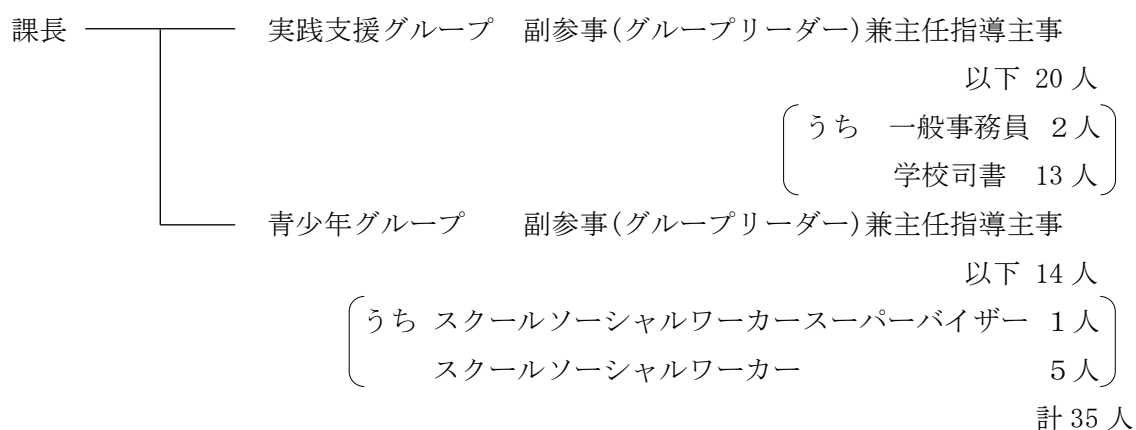 課長 実践支援グループ 副参事(グループリーダー)兼主任指導主事
以下 20 人
うち 一般事務員 2人
学校司書 13 人
青少年グループ 副参事(グループリーダー)兼主任指導主事
以下 14 人
うち スクールソーシャルワーカースーパーバイザー 1人
スクールソーシャルワーカー 5人
計 35 人